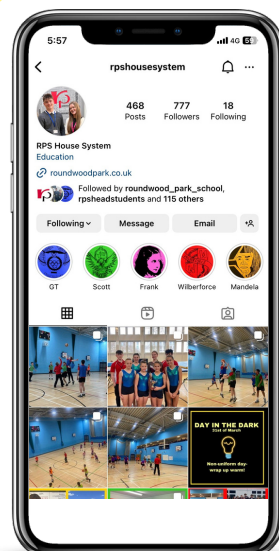 5:57
4G 59
rpshousesystem
468 777 18
Posts Followers Following
RPS House System
Education
roundwoodpark.co.uk
Followed by roundwood_park_school,
rpsheadstudents and 115 others
Following Message Email
GT Scott Frank Wilberforce Mandela
DAY IN THE DARK
21st of March
Non-uniform day-
wrap up warm!